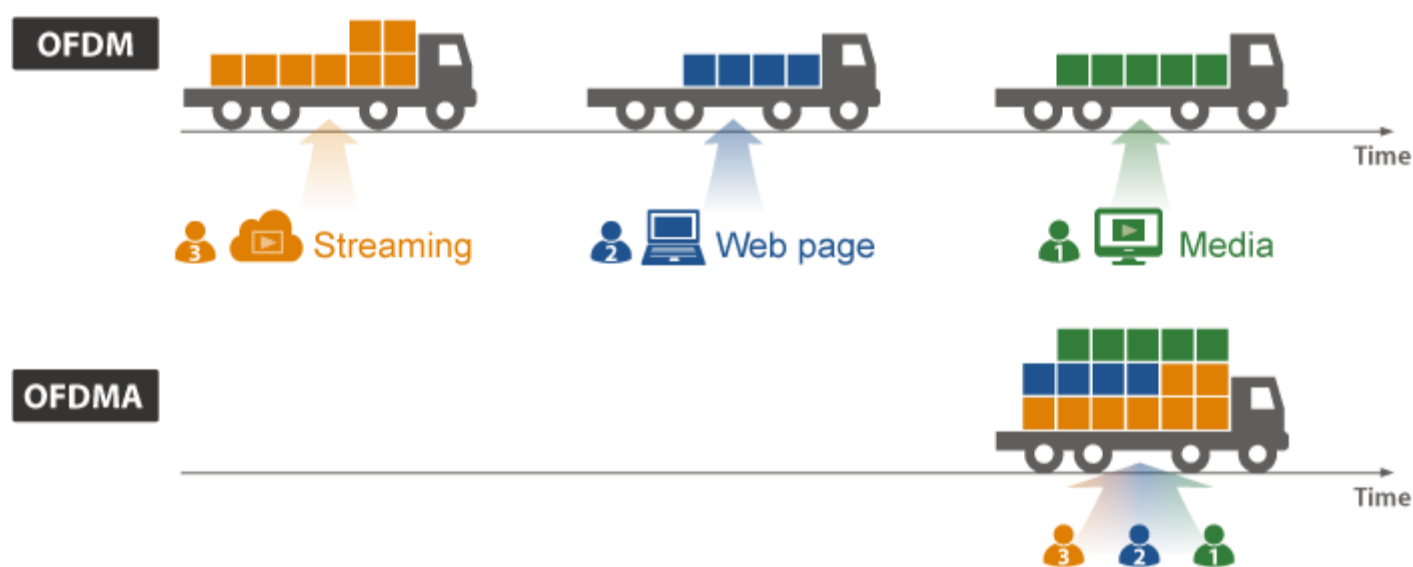 OFDM
Time
3 Streaming
2 Web page
1 Media
OFDMA
Time
3 2 1